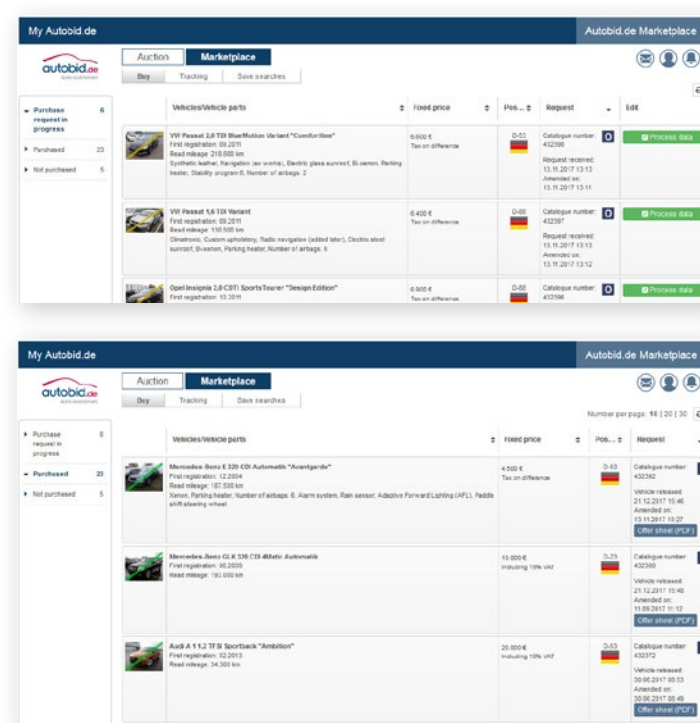 My Autobid.de
Autobid.de Marketplace
autobid.de
Auction Marketplace
Buy Tracking Save searches
Purchase request in progress 6
Purchased 23
Not purchased 5
Vehicles/Vehicle parts Fixed price Pos... Request Edit
VW Passat 2,0 TDI BlueMotion Variant "Comfortline"
First registration: 09.2011
Read mileage: 218.000 km
Synthetic leather, Navigation (ex works), Electric glass sunroof, Bi-xenon, Parking
heater, Stability program 6, Number of airbags: 2
6.600 €
Tax on difference
Catalogue number:
432398
Request received:
13.11.2017 13:13
Amended on:
13.11.2017 13:11
Process data
VW Passat 1,6 TDI Variant
First registration: 09.2011
Read mileage: 130.500 km
Climatronic, Custom upholstery, Radio navigation (added later), Electric steel
sunroof, Bi-xenon, Parking heater, Number of airbags: 6
6.400 €
Tax on difference
Catalogue number:
432397
Request received:
13.11.2017 13:13
Amended on:
13.11.2017 13:12
Process data
Opel Insignia 2,0 CDTI SportsTourer "Design Edition"
First registration: 10.2011
6.900 €
Tax on difference
Catalogue number:
432396
Process data
My Autobid.de
Autobid.de Marketplace
autobid.de
Auction Marketplace
Buy Tracking Save searches
Number per page: 10 | 20 | 30
Purchase request in progress 6
Purchased 23
Not purchased 5
Vehicles/Vehicle parts Fixed price Pos... Request
Mercedes-Benz E 320 CDI Automatik "Avantgarde"
First registration: 12.2004
Read mileage: 187.500 km
Xenon, Parking heater, Number of airbags: 6, Alarm system, Rain sensor, Adaptive Forward Lighting (AFL), Paddle
shift steering wheel
4.500 €
Tax on difference
Catalogue number:
432392
Vehicle released:
21.12.2017 15:46
Amended on:
13.11.2017 10:27
Offer sheet (PDF)
Mercedes-Benz GLK 320 CDI 4Matic Automatik
Read mileage: 193.000 km
13.000 €
Including 19% VAT
Catalogue number:
Vehicle released:
21.12.2017 15:48
Amended on:
11.09.2017 11:12
Offer sheet (PDF)
Audi A 1 1.2 TFSI Sportback "Ambition"
First registration: 02.2013
Read mileage: 34.300 km
20.000 €
Including 19% VAT
Catalogue number:
432372
Vehicle released:
30.06.2017 00:53
Amended on:
30.06.2017 00:49
Offer sheet (PDF)